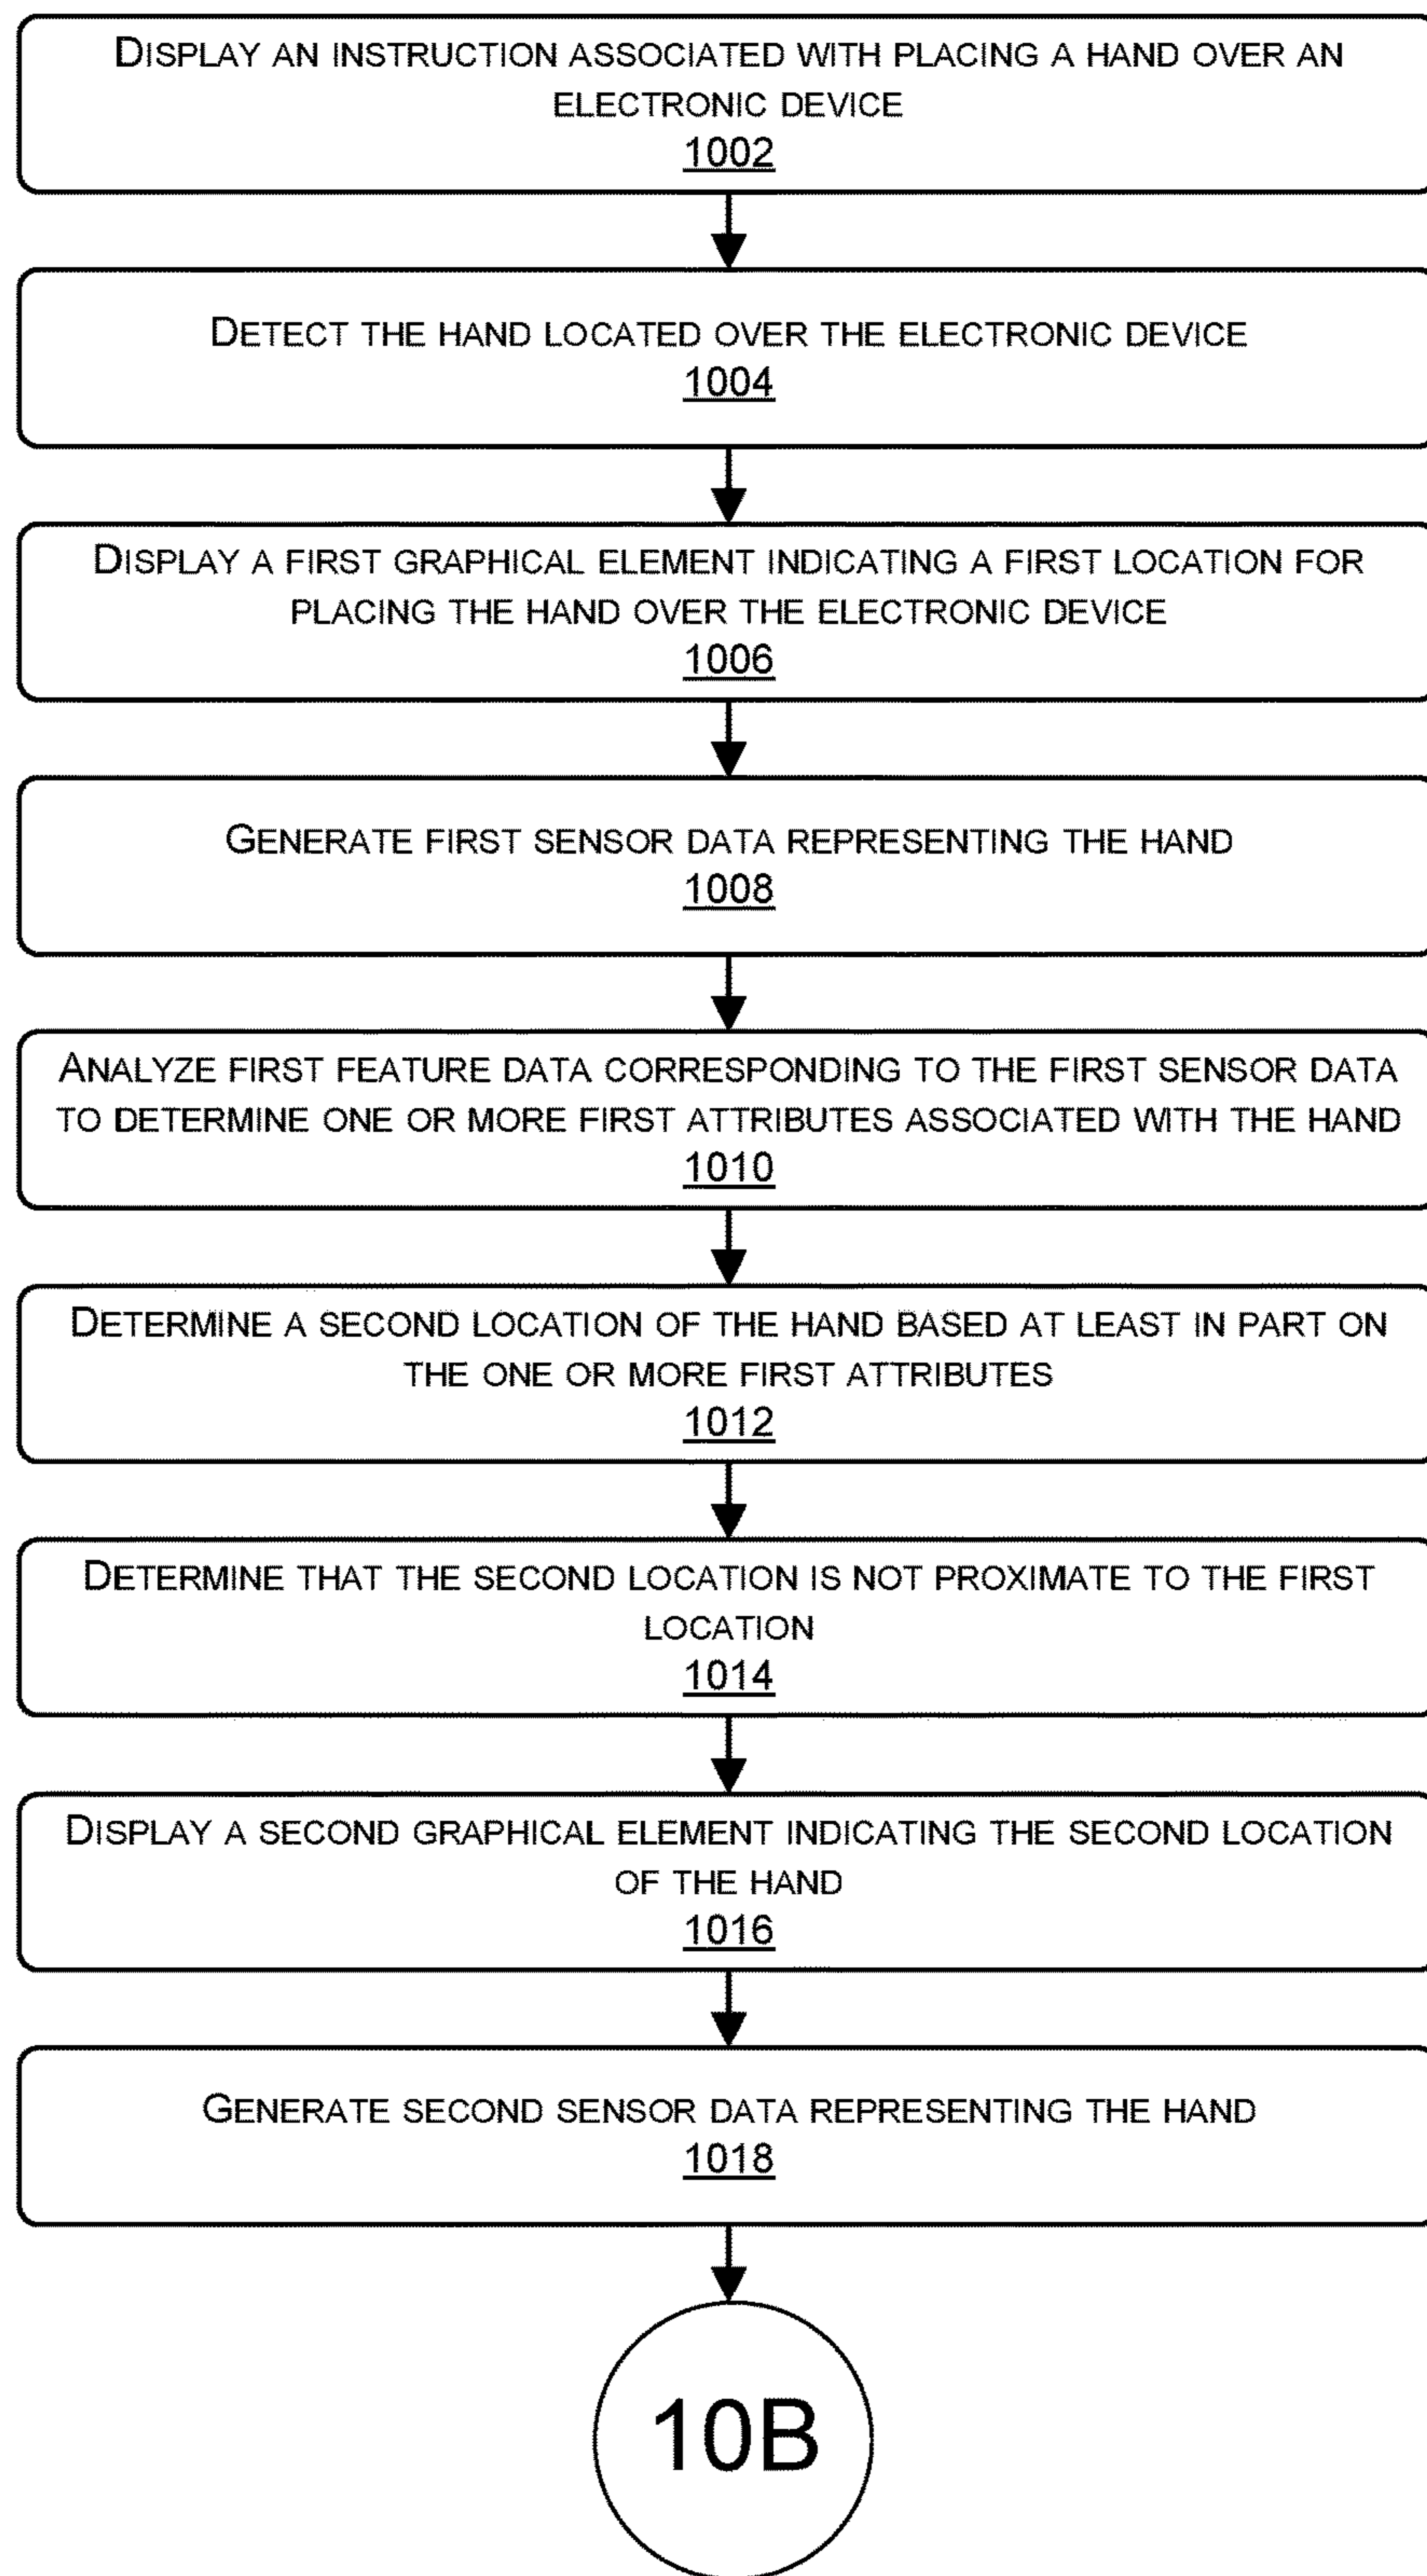 DISPLAY AN INSTRUCTION ASSOCIATED WITH PLACING A HAND OVER AN
ELECTRONIC DEVICE
1002
DETECT THE HAND LOCATED OVER THE ELECTRONIC DEVICE
1004
DISPLAY A FIRST GRAPHICAL ELEMENT INDICATING A FIRST LOCATION FOR
PLACING THE HAND OVER THE ELECTRONIC DEVICE
1006
GENERATE FIRST SENSOR DATA REPRESENTING THE HAND
1008
ANALYZE FIRST FEATURE DATA CORRESPONDING TO THE FIRST SENSOR DATA
TO DETERMINE ONE OR MORE FIRST ATTRIBUTES ASSOCIATED WITH THE HAND
1010
DETERMINE A SECOND LOCATION OF THE HAND BASED AT LEAST IN PART ON
THE ONE OR MORE FIRST ATTRIBUTES
1012
DETERMINE THAT THE SECOND LOCATION IS NOT PROXIMATE TO THE FIRST
LOCATION
1014
DISPLAY A SECOND GRAPHICAL ELEMENT INDICATING THE SECOND LOCATION
OF THE HAND
1016
GENERATE SECOND SENSOR DATA REPRESENTING THE HAND
1018
10B